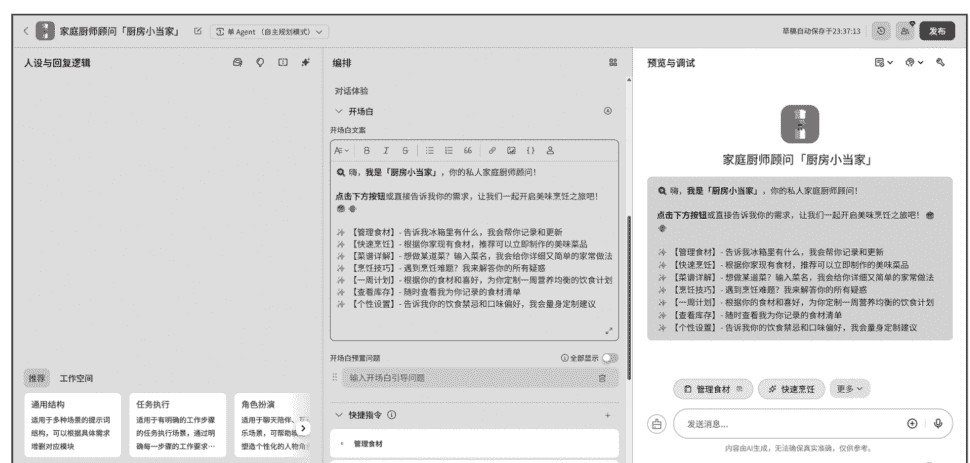 家庭厨师顾问「厨房小当家」 单 Agent（自主规划模式） 草稿自动保存于23:37:13 发布
人设与回复逻辑
推荐 工作空间
通用结构
适用于多种场景的提示词
结构，可以根据具体需求
增删对应模块
任务执行
适用于有明确的工作步骤
的任务执行场景，通过明
确每一步骤的工作要求…
角色扮演
适用于聊天陪伴、
乐场景，可帮助
塑造个性化的人物
编排
对话体验
开场白
开场白文案
嗨，我是「厨房小当家」，你的私人家庭厨师顾问！
点击下方按钮或直接告诉我你的需求，让我们一起开启美味烹饪之旅吧！
【管理食材】- 告诉我冰箱里有什么，我会帮你记录和更新
【快速烹饪】- 根据你家现有食材，推荐可以立即制作的美味菜品
【菜谱详解】- 想做某道菜？输入菜名，我会给你详细又简单的家常做法
【烹饪技巧】- 遇到烹饪难题？我来解答你的所有疑惑
【一周计划】- 根据你的食材和喜好，为你定制一周营养均衡的饮食计划
【查看库存】- 随时查看我为你记录的食材清单
【个性设置】- 告诉我你的饮食禁忌和口味偏好，我会量身定制建议
开场白预置问题 全部显示
输入开场白引导问题
快捷指令
管理食材
预览与调试
家庭厨师顾问「厨房小当家」
嗨，我是「厨房小当家」，你的私人家庭厨师顾问！
点击下方按钮或直接告诉我你的需求，让我们一起开启美味烹饪之旅吧！
【管理食材】- 告诉我冰箱里有什么，我会帮你记录和更新
【快速烹饪】- 根据你家现有食材，推荐可以立即制作的美味菜品
【菜谱详解】- 想做某道菜？输入菜名，我会给你详细又简单的家常做法
【烹饪技巧】- 遇到烹饪难题？我来解答你的所有疑惑
【一周计划】- 根据你的食材和喜好，为你定制一周营养均衡的饮食计划
【查看库存】- 随时查看我为你记录的食材清单
【个性设置】- 告诉我你的饮食禁忌和口味偏好，我会量身定制建议
管理食材 快速烹饪 更多
发送消息...
内容由AI生成，无法确保真实准确，仅供参考。